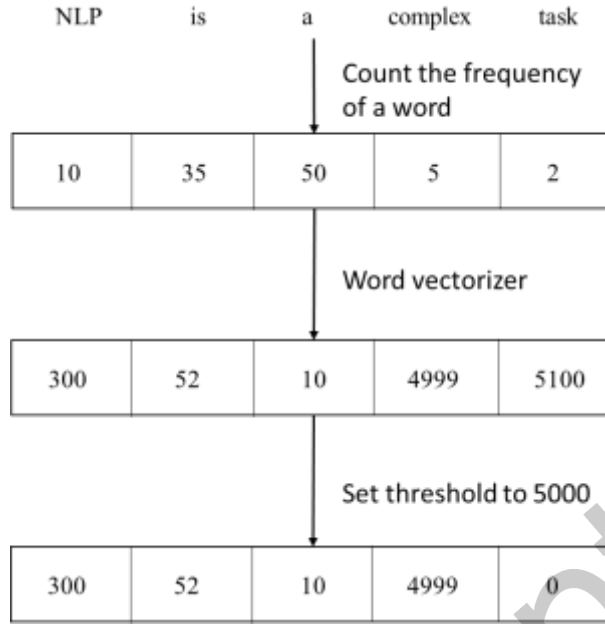 NLP is a complex task
Count the frequency
of a word
10 35 50 5 2
Word vectorizer
300 52 10 4999 5100
Set threshold to 5000
300 52 10 4999 0